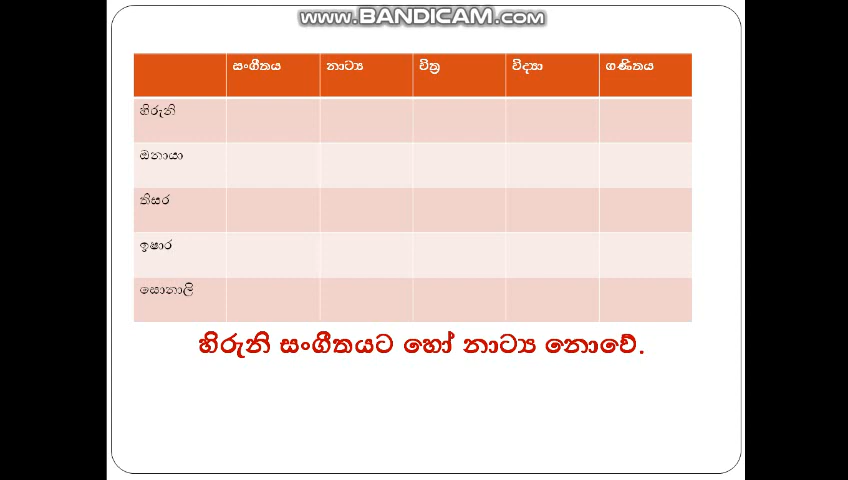 www.BANDICAM.com
සංගීතය නාට්‍ය චිත්‍ර විද්‍යා ගණිතය
හිරුනි
ඔනායා
තිසර
ඉෂාර
සොනාලි
හිරුනි සංගීතයට හෝ නාට්‍ය නොවේ.